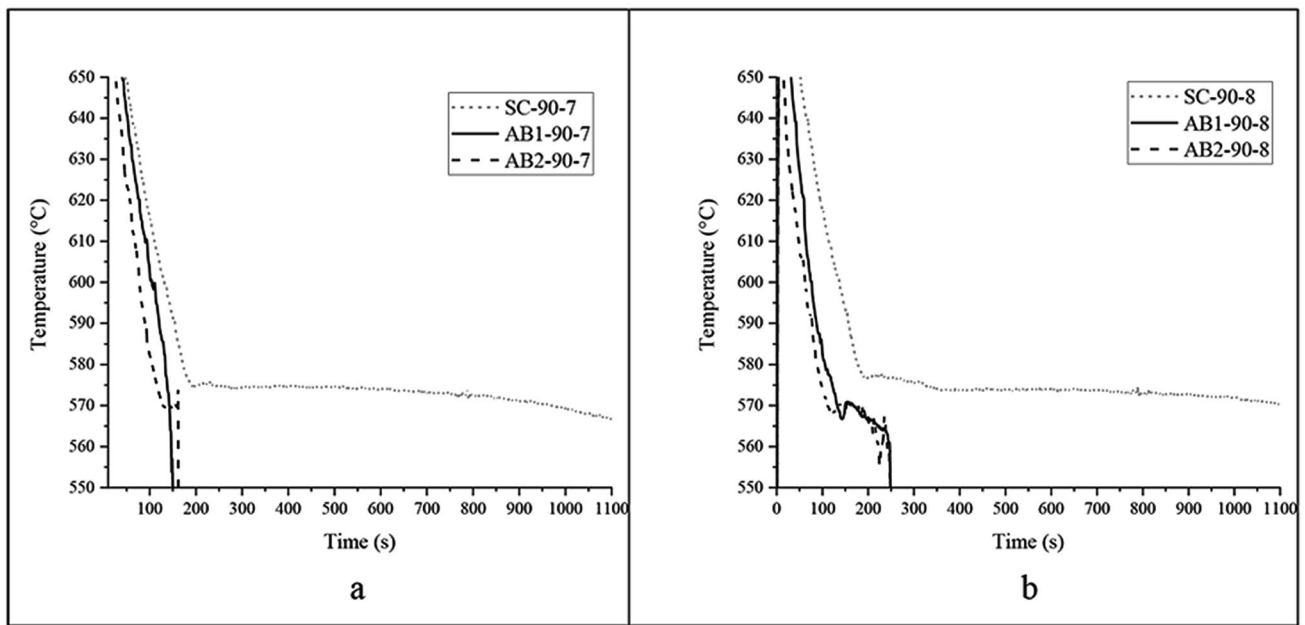 650
640
630
620
610
600
590
580
570
560
550
Temperature (°C)
SC-90-7
AB1-90-7
AB2-90-7
100 200 300 400 500 600 700 800 900 1000 1100
Time (s)
a
650
640
630
620
610
600
590
580
570
560
550
Temperature (°C)
SC-90-8
AB1-90-8
AB2-90-8
0 100 200 300 400 500 600 700 800 900 1000 1100
Time (s)
b